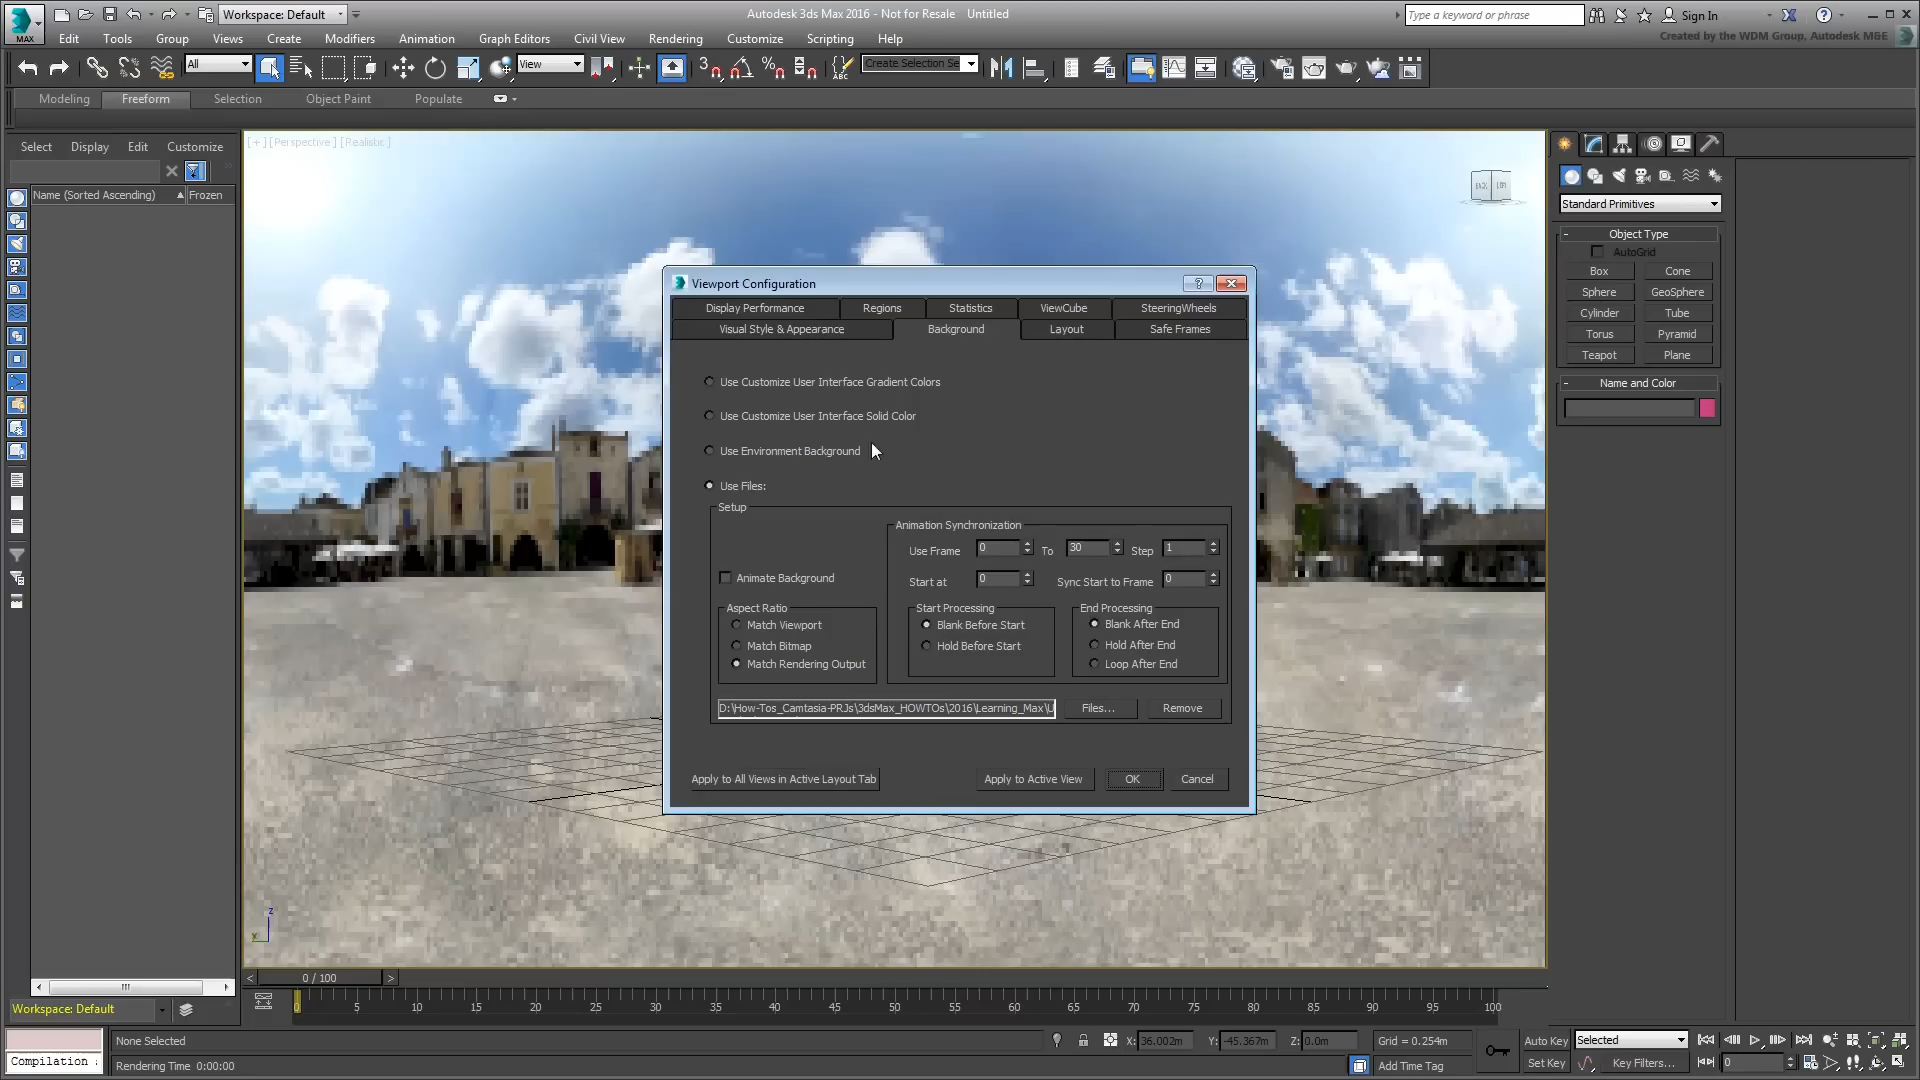 Workspace: Default
Autodesk 3ds Max 2016 - Not for Resale Untitled
Type a keyword or phrase
Sign In
MAX
Edit Tools Group Views Create Modifiers Animation Graph Editors Civil View Rendering Customize Scripting Help
Created by the WDM Group, Autodesk M&E
All
View
Create Selection Se
Modeling Freeform Selection Object Paint Populate
Select Display Edit Customize
Name (Sorted Ascending) Frozen
[+] [Perspective] [Realistic]
Standard Primitives
- Object Type
AutoGrid
Box Cone
Sphere GeoSphere
Cylinder Tube
Torus Pyramid
Teapot Plane
- Name and Color
Viewport Configuration
Display Performance Regions Statistics ViewCube SteeringWheels
Visual Style & Appearance Background Layout Safe Frames
Use Customize User Interface Gradient Colors
Use Customize User Interface Solid Color
Use Environment Background
Use Files:
Setup
Animation Synchronization
Use Frame 0 To 30 Step 1
Animate Background
Start at 0 Sync Start to Frame 0
Aspect Ratio
Match Viewport
Match Bitmap
Match Rendering Output
Start Processing
Blank Before Start
Hold Before Start
End Processing
Blank After End
Hold After End
Loop After End
D:\How-Tos_Camtasia-PRJs\3dsMax_HOWTOs\2016\Learning_Max\U
Files... Remove
Apply to All Views in Active Layout Tab Apply to Active View OK Cancel
z
x
< 0 / 100 >
Workspace: Default
0 5 10 15 20 25 30 35 40 45 50 55 60 65 70 75 80 85 90 95 100
None Selected
X: 36.002m Y: -45.367m Z: 0.0m Grid = 0.254m
Auto Key Selected
Compilation :
Rendering Time 0:00:00
Add Time Tag
Set Key Key Filters... 0